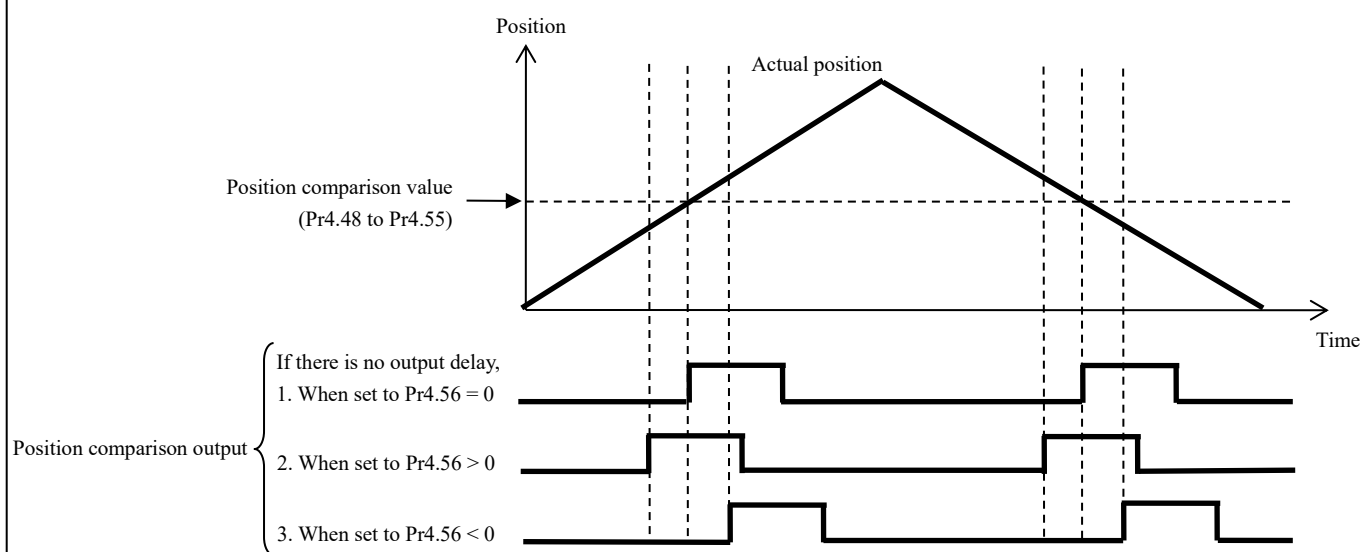 Position
Actual position
Position comparison value
(Pr4.48 to Pr4.55)
Time
If there is no output delay,
1. When set to Pr4.56 = 0
Position comparison output
2. When set to Pr4.56 > 0
3. When set to Pr4.56 < 0